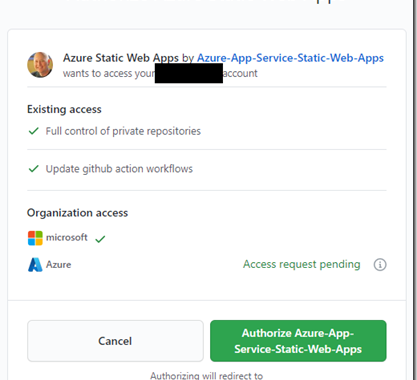 Azure Static Web Apps by Azure-App-Service-Static-Web-Apps
wants to access your account
Existing access
Full control of private repositories
Update github action workflows
Organization access
microsoft
Azure Access request pending
Cancel
Authorize Azure-App-
Service-Static-Web-Apps
Authorizing will redirect to